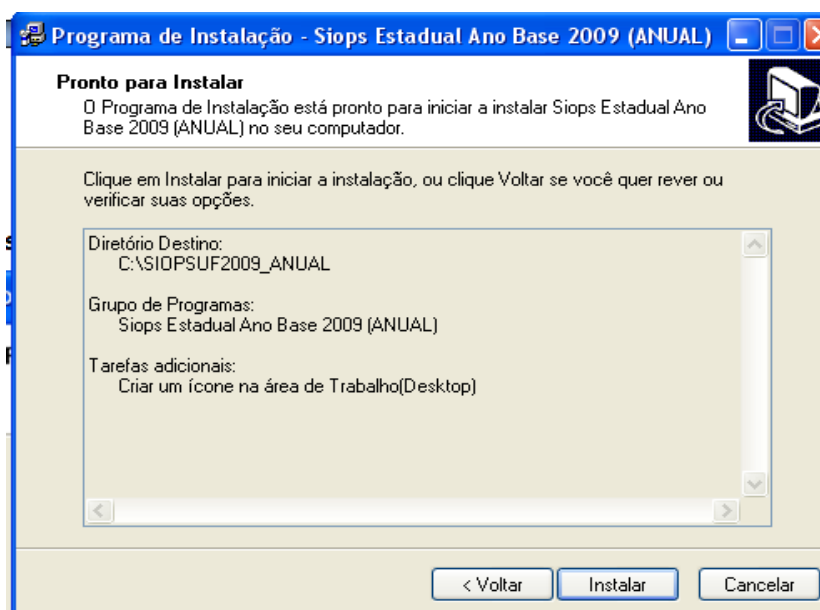 Programa de Instalação - Siops Estadual Ano Base 2009 (ANUAL)
Pronto para Instalar
O Programa de Instalação está pronto para iniciar a instalar Siops Estadual Ano
Base 2009 (ANUAL) no seu computador.
Clique em Instalar para iniciar a instalação, ou clique Voltar se você quer rever ou
verificar suas opções.
Diretório Destino:
C:\SIOPSUF2009_ANUAL
Grupo de Programas:
Siops Estadual Ano Base 2009 (ANUAL)
Tarefas adicionais:
Criar um ícone na área de Trabalho(Desktop)
< Voltar
Instalar
Cancelar